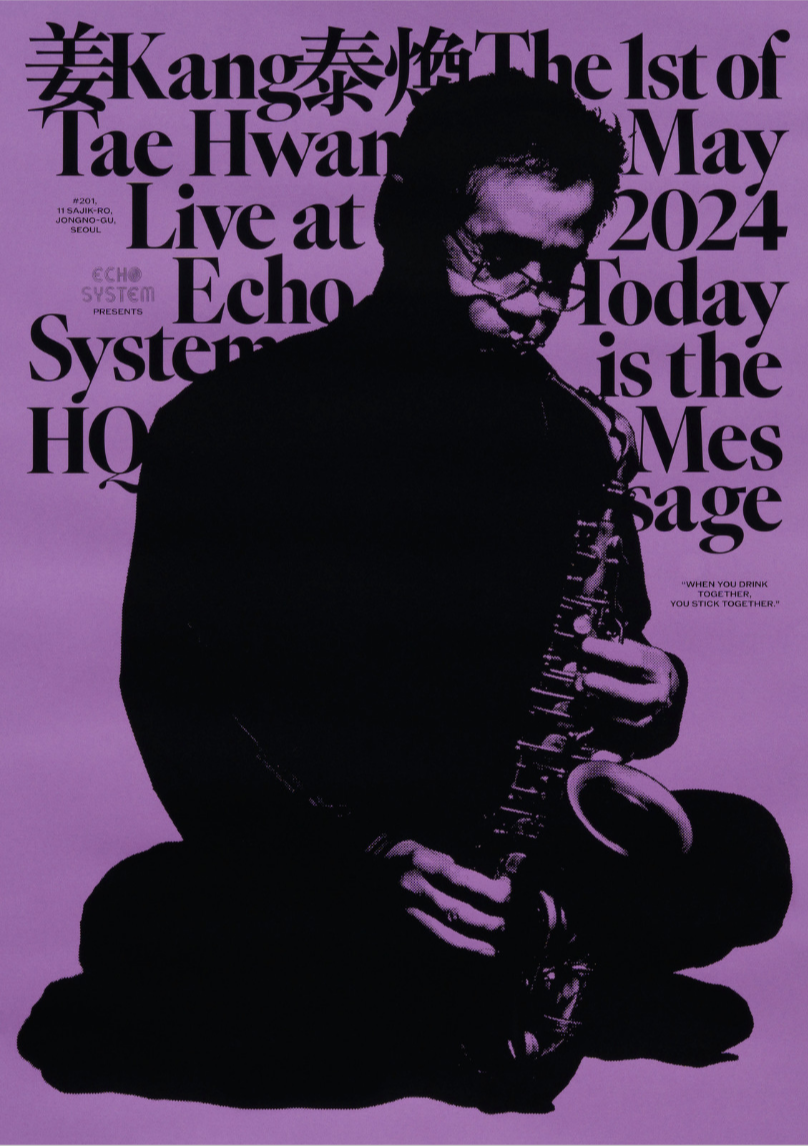 姜Kang泰煥The 1st of
Tae Hwan May
Live at 2024
Echo Today
System is the
HQ Mes
sage
#201,
11 SAJIK-RO,
JONGNO-GU,
SEOUL
ECHO
SYSTEM
PRESENTS
"WHEN YOU DRINK
TOGETHER,
YOU STICK TOGETHER."